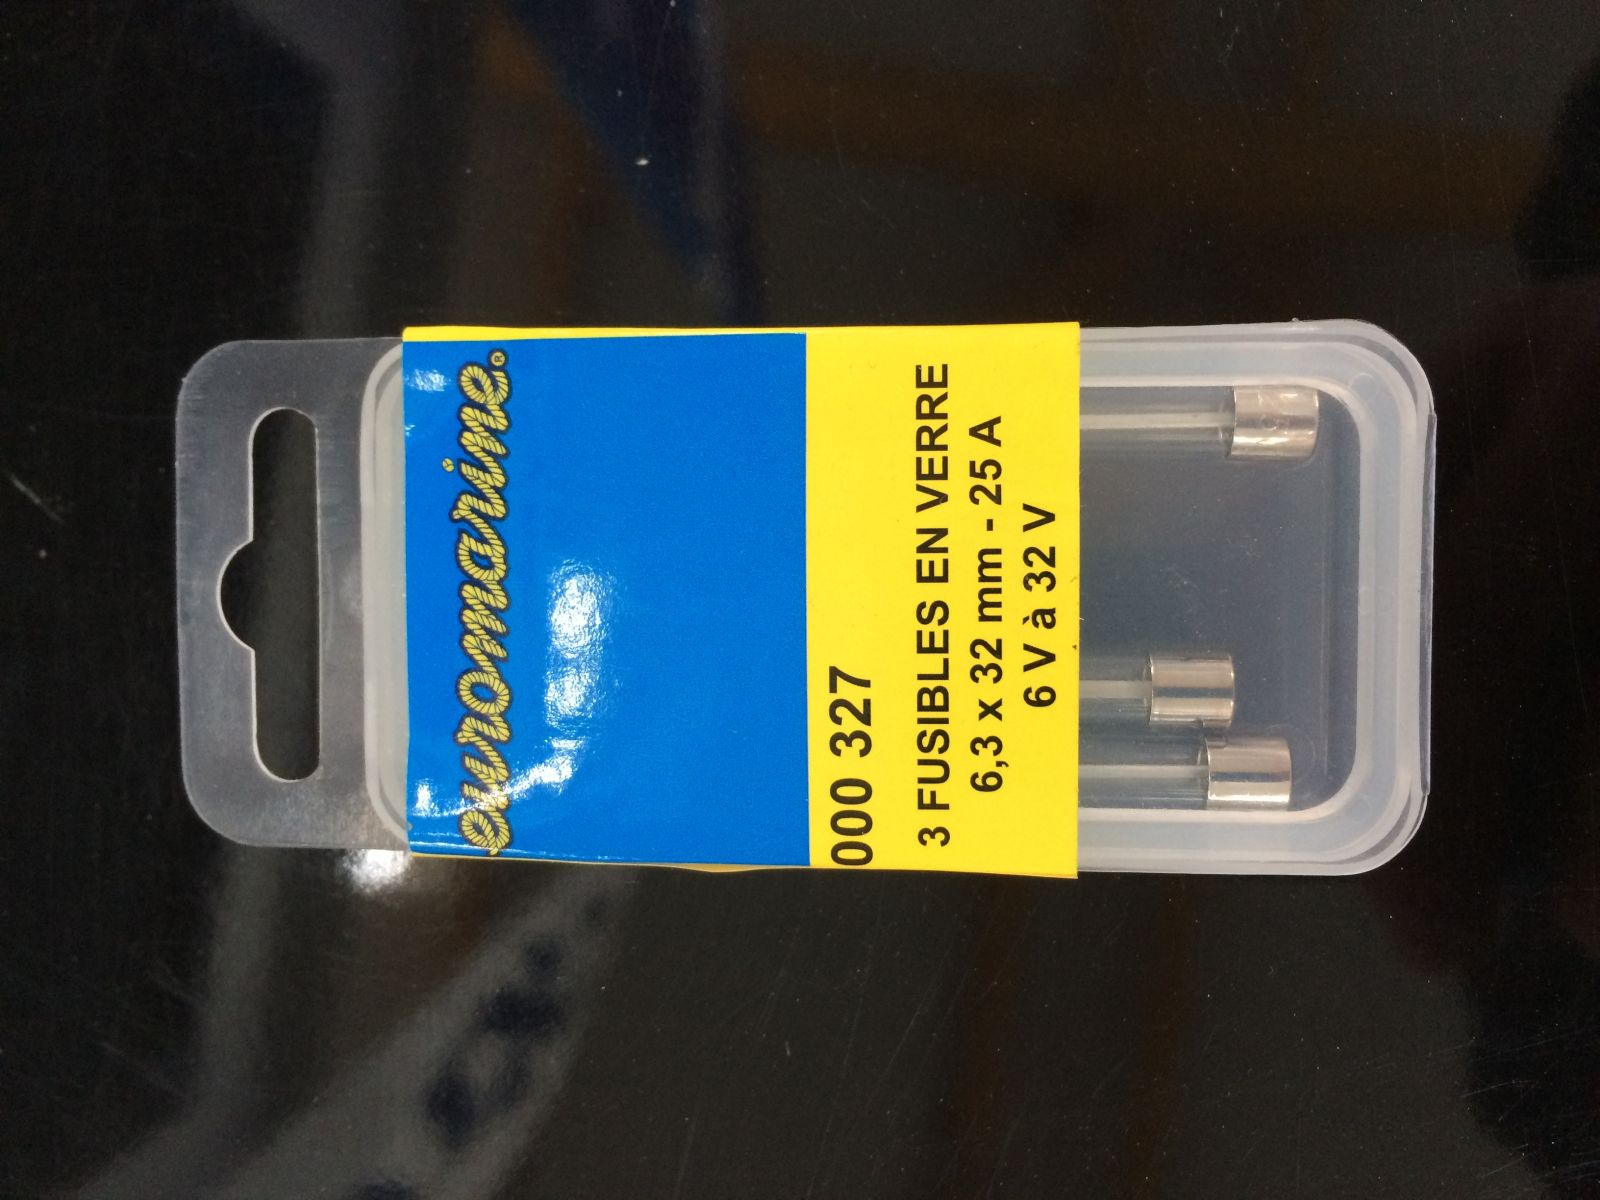 euromarine®
000 327
3 FUSIBLES EN VERRE
6,3 x 32 mm - 25 A
6 V à 32 V